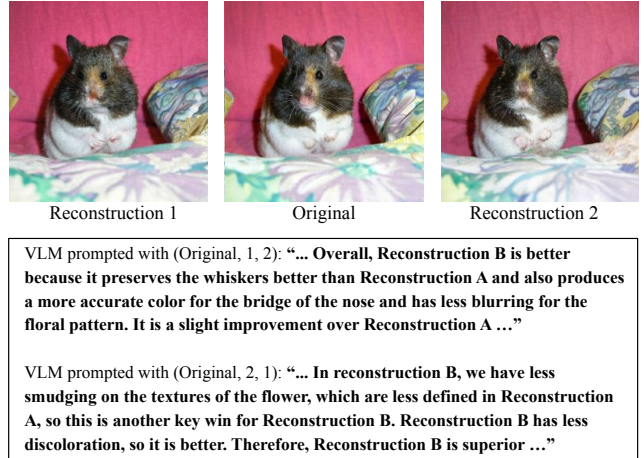 Reconstruction 1
Original
Reconstruction 2
VLM prompted with (Original, 1, 2): “... Overall, Reconstruction B is better
because it preserves the whiskers better than Reconstruction A and also produces
a more accurate color for the bridge of the nose and has less blurring for the
floral pattern. It is a slight improvement over Reconstruction A …”
VLM prompted with (Original, 2, 1): “... In reconstruction B, we have less
smudging on the textures of the flower, which are less defined in Reconstruction
A, so this is another key win for Reconstruction B. Reconstruction B has less
discoloration, so it is better. Therefore, Reconstruction B is superior …”